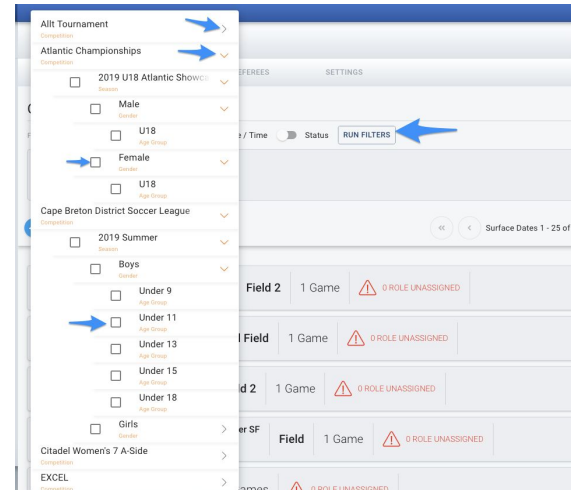 Allt Tournament
Competition
Atlantic Championships
Competition
2019 U18 Atlantic Showca
Season
Male
Gender
U18
Age Group
Female
Gender
U18
Age Group
Cape Breton District Soccer League
Competition
2019 Summer
Season
Boys
Gender
Under 9
Age Group
Under 11
Age Group
Under 13
Age Group
Under 15
Age Group
Under 18
Age Group
Girls
Gender
Citadel Women's 7 A-Side
Competition
EXCEL
Competition
EFEREES SETTINGS
e / Time Status RUN FILTERS
Surface Dates 1 - 25 of
Field 2 1 Game 0 ROLE UNASSIGNED
l Field 1 Game 0 ROLE UNASSIGNED
ld 2 1 Game 0 ROLE UNASSIGNED
er SF
Field 1 Game 0 ROLE UNASSIGNED
ames 0 ROLE UNASSIGNED